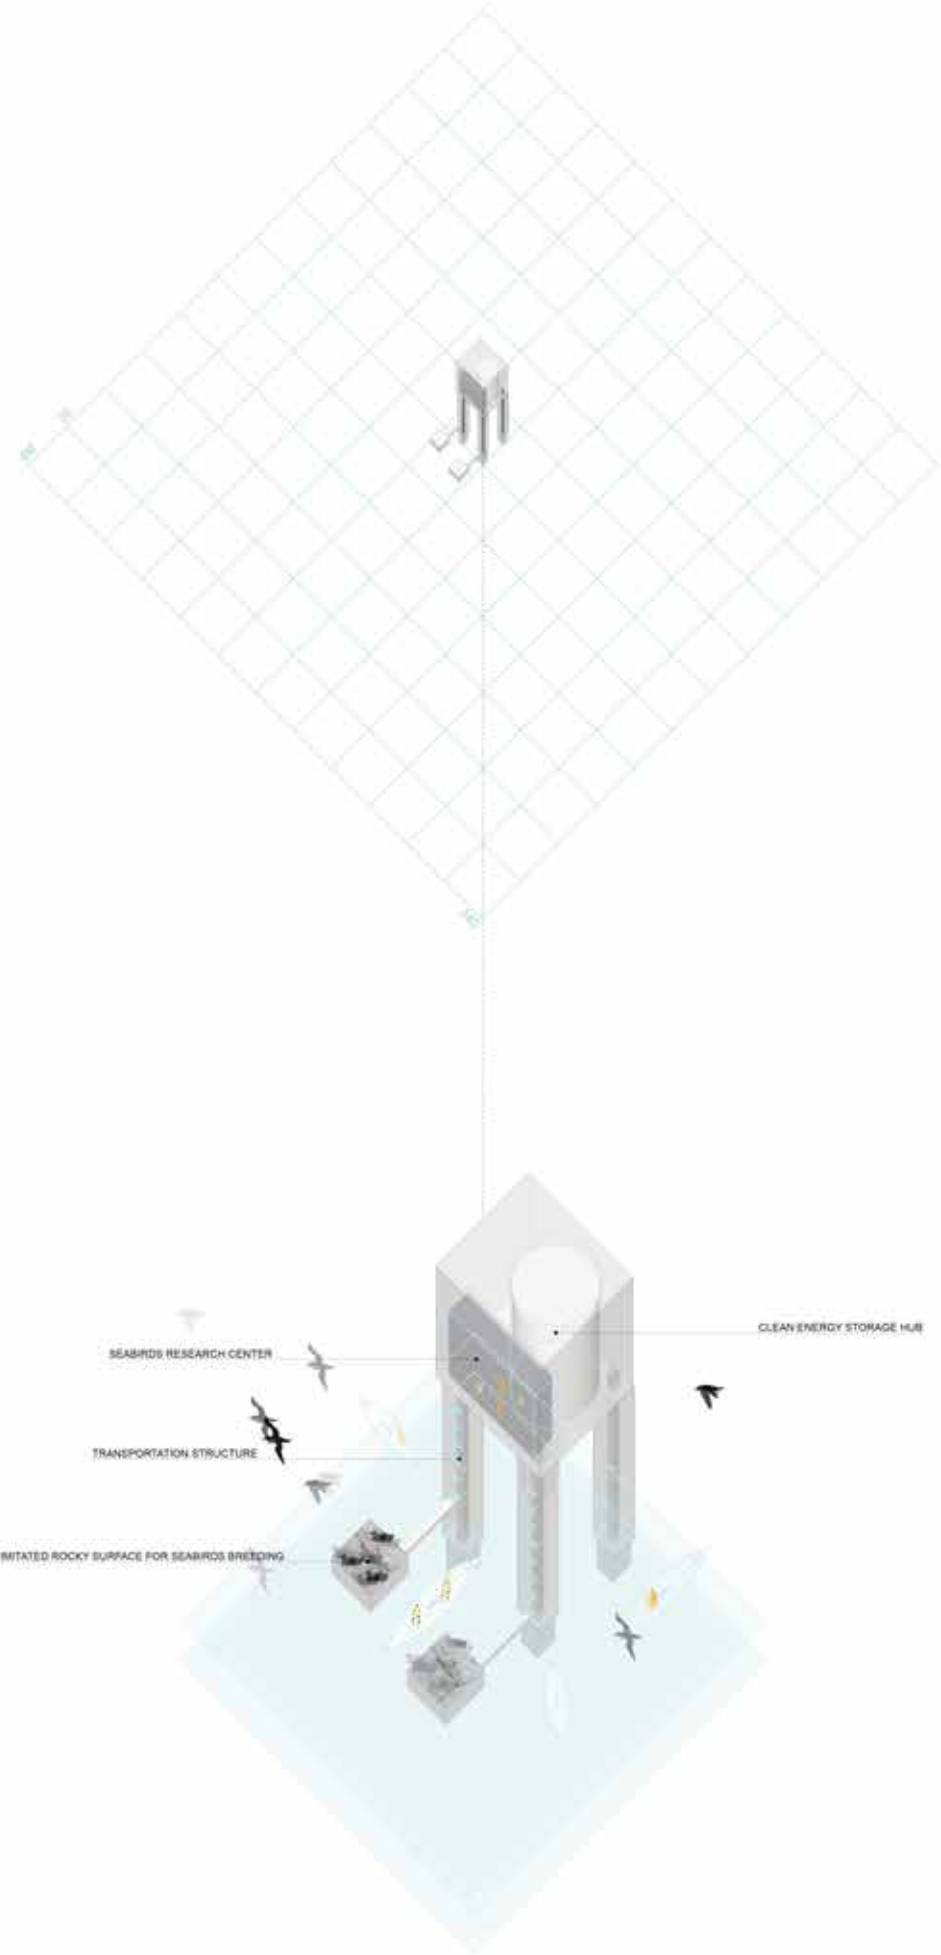 CLEAN ENERGY STORAGE HUB
SEABIRDS RESEARCH CENTER
TRANSPORTATION STRUCTURE
IMITATED ROCKY SURFACE FOR SEABIRDS BREEDING